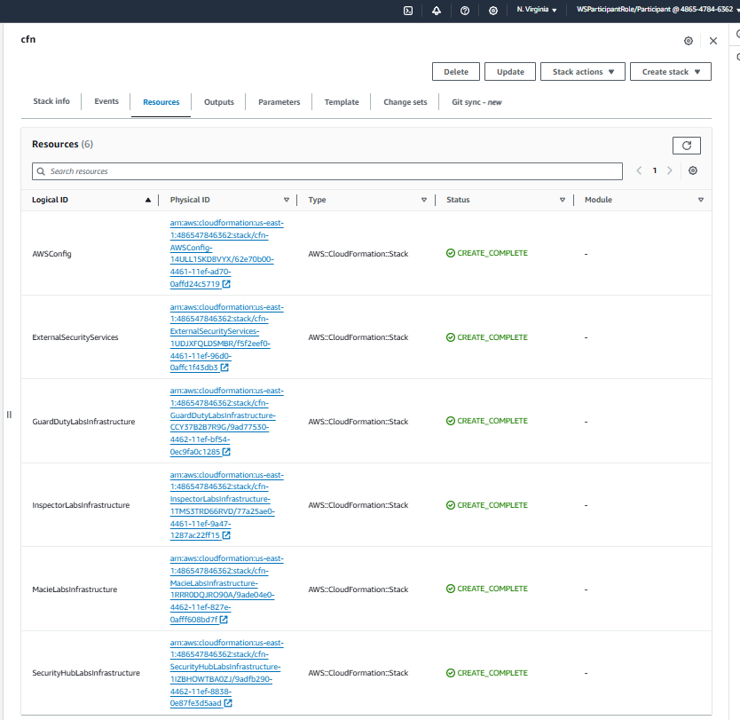 N. Virginia
WSParticipantRole/Participant @ 4865-4784-6362
cfn
Delete
Update
Stack actions
Create stack
Stack info
Events
Resources
Outputs
Parameters
Template
Change sets
Git sync - new
Resources (6)
Search resources
1
Logical ID
Physical ID
Type
Status
Module
AWSConfig
arn:aws:cloudformation:us-east-
1:486547846362:stack/cfn-
AWSConfig-
14ULL1SKD8VYX/62e70b00-
4461-11ef-ad70-
0affd24c5719
AWS::CloudFormation::Stack
CREATE_COMPLETE
-
ExternalSecurityServices
arn:aws:cloudformation:us-east-
1:486547846362:stack/cfn-
ExternalSecurityServices-
1UDJXFQLDSMBR/f5f2eef0-
4461-11ef-96d0-
0affc1f43db3
AWS::CloudFormation::Stack
CREATE_COMPLETE
-
GuardDutyLabsInfrastructure
arn:aws:cloudformation:us-east-
1:486547846362:stack/cfn-
GuardDutyLabsInfrastructure-
CCY37B2B7R9G/9ad77530-
4462-11ef-bf54-
0ec9fa0c1285
AWS::CloudFormation::Stack
CREATE_COMPLETE
-
InspectorLabsInfrastructure
arn:aws:cloudformation:us-east-
1:486547846362:stack/cfn-
InspectorLabsInfrastructure-
1TMS3TRD66RVD/77a25ae0-
4461-11ef-9a47-
1287ac22ff15
AWS::CloudFormation::Stack
CREATE_COMPLETE
-
MacieLabsInfrastructure
arn:aws:cloudformation:us-east-
1:486547846362:stack/cfn-
MacieLabsInfrastructure-
1RRR0DQJRO90A/9ade04e0-
4462-11ef-827e-
0afff608bd7f
AWS::CloudFormation::Stack
CREATE_COMPLETE
-
SecurityHubLabsInfrastructure
arn:aws:cloudformation:us-east-
1:486547846362:stack/cfn-
SecurityHubLabsInfrastructure-
1IZBHOWTBA0ZJ/9adfb290-
4462-11ef-8838-
0e87fe3d5aad
AWS::CloudFormation::Stack
CREATE_COMPLETE
-